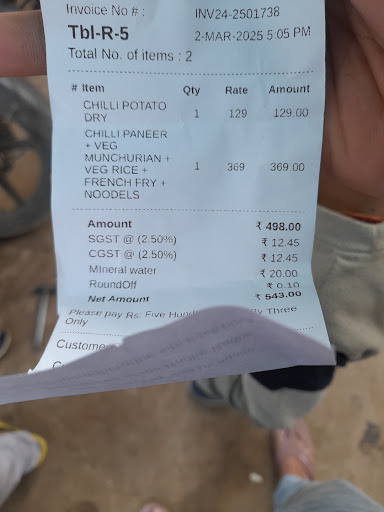 Invoice No # : INV24-2501738
Tbl-R-5 2-MAR-2025 5:05 PM
Total No. of items : 2
# Item Qty Rate Amount
CHILLI POTATO
DRY 1 129 129.00
CHILLI PANEER
+ VEG
MUNCHURIAN +
VEG RICE + 1 369 369.00
FRENCH FRY +
NOODELS
Amount ₹ 498.00
SGST @ (2.50%) ₹ 12.45
CGST @ (2.50%) ₹ 12.45
MIneral water ₹ 20.00
RoundOff ₹ 0.10
Net Amount ₹ 543.00
Please pay Rs. Five Three
Only